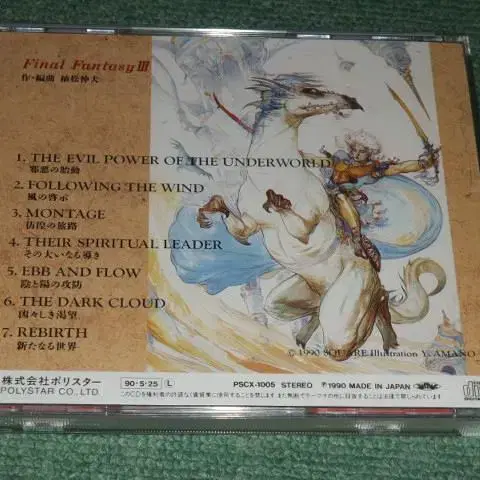 Final Fantasy III
作・編曲 植松伸夫
1. THE EVIL POWER OF THE UNDERWORLD
邪悪の胎動
2. FOLLOWING THE WIND
風の啓示
3. MONTAGE
彷徨の旅路
4. THEIR SPIRITUAL LEADER
その大いなる導き
5. EBB AND FLOW
陰と陽の攻防
6. THE DARK CLOUD
凶々しき渇望
7. REBIRTH
新たなる世界
© 1990 SQUARE Illustration Y. AMANO
株式会社ポリスター
POLYSTAR CO., LTD.
90・5・25 L
PSCX-1005 STEREO ℗1990 MADE IN JAPAN